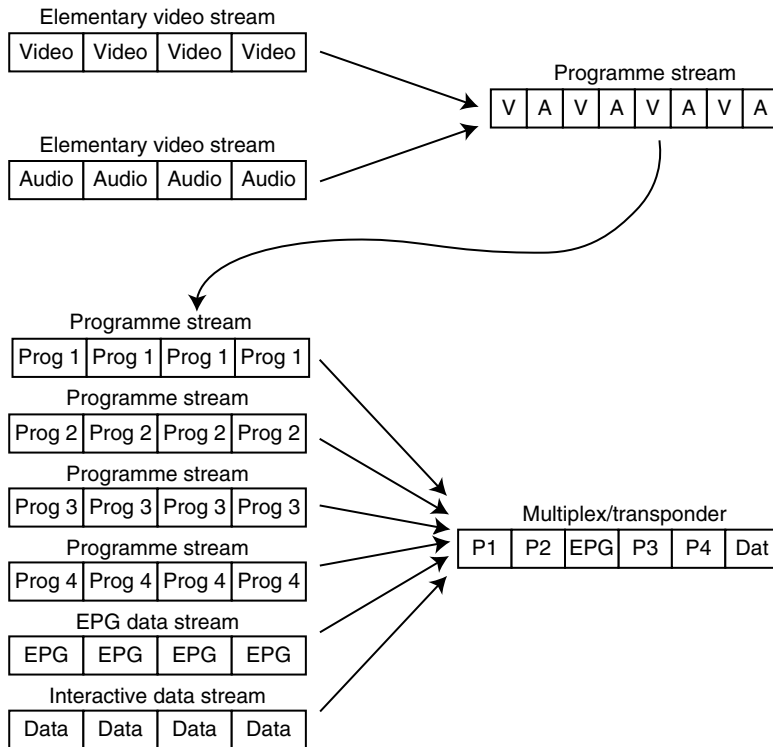 Elementary video stream
Video Video Video Video
Programme stream
V A V A V A V A
Elementary video stream
Audio Audio Audio Audio
Programme stream
Prog 1 Prog 1 Prog 1 Prog 1
Programme stream
Prog 2 Prog 2 Prog 2 Prog 2
Programme stream
Prog 3 Prog 3 Prog 3 Prog 3
Multiplex/transponder
P1 P2 EPG P3 P4 Dat
Programme stream
Prog 4 Prog 4 Prog 4 Prog 4
EPG data stream
EPG EPG EPG EPG
Interactive data stream
Data Data Data Data